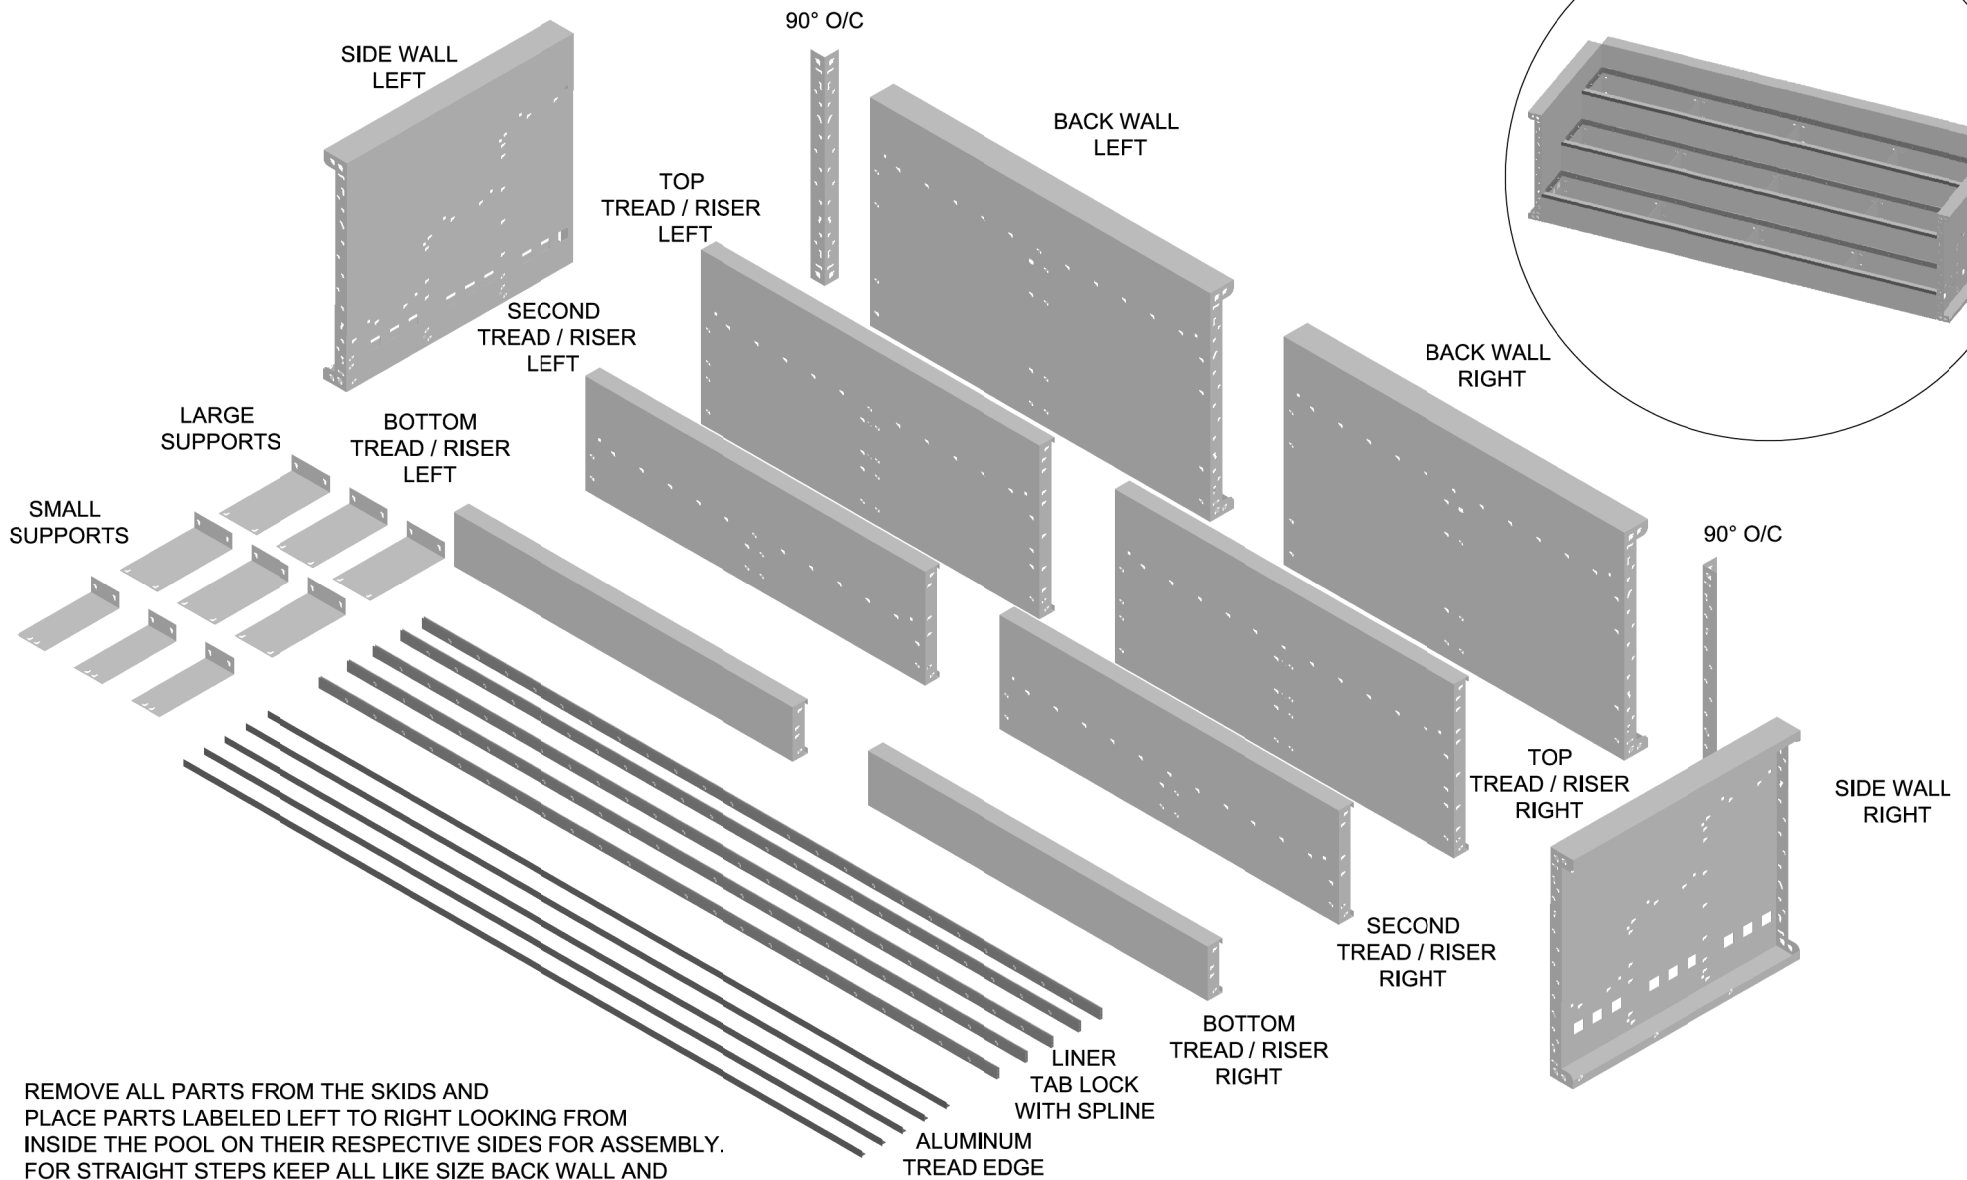 90° O/C
SIDE WALL
LEFT
BACK WALL
LEFT
TOP
TREAD / RISER
LEFT
SECOND
TREAD / RISER
LEFT
BACK WALL
RIGHT
LARGE
SUPPORTS
BOTTOM
TREAD / RISER
LEFT
SMALL
SUPPORTS
90° O/C
TOP
TREAD / RISER
RIGHT
SIDE WALL
RIGHT
SECOND
TREAD / RISER
RIGHT
BOTTOM
TREAD / RISER
RIGHT
LINER
TAB LOCK
WITH SPLINE
ALUMINUM
TREAD EDGE
REMOVE ALL PARTS FROM THE SKIDS AND
PLACE PARTS LABELED LEFT TO RIGHT LOOKING FROM
INSIDE THE POOL ON THEIR RESPECTIVE SIDES FOR ASSEMBLY.
FOR STRAIGHT STEPS KEEP ALL LIKE SIZE BACK WALL AND